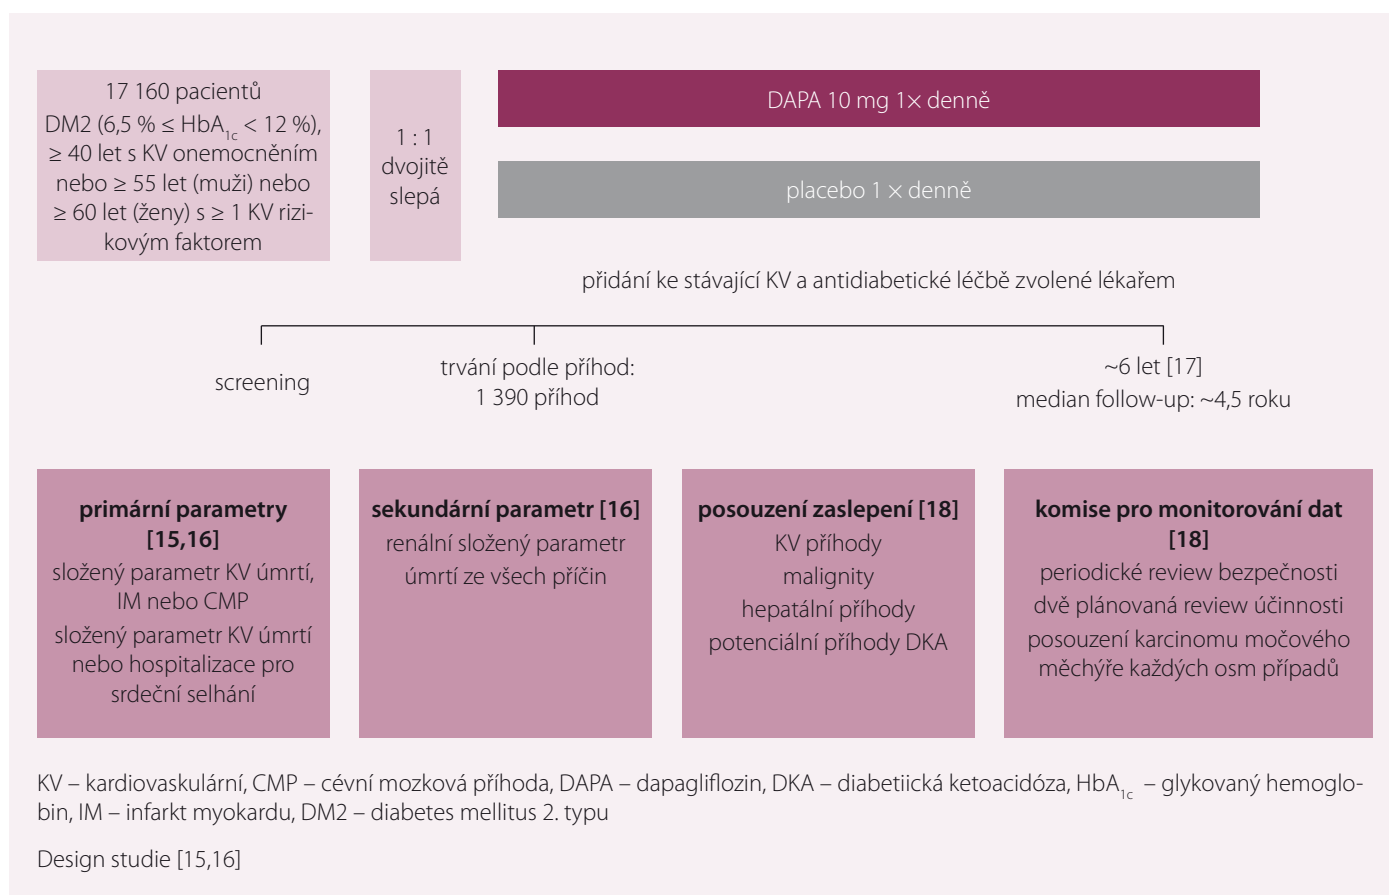 17 160 pacientů
DM2 (6,5 % ≤ HbA1c < 12 %),
≥ 40 let s KV onemocněním
nebo ≥ 55 let (muži) nebo
≥ 60 let (ženy) s ≥ 1 KV rizi-
kovým faktorem
1 : 1
dvojitě
slepá
DAPA 10 mg 1× denně
placebo 1 × denně
přidání ke stávající KV a antidiabetické léčbě zvolené lékařem
screening
trvání podle příhod:
1 390 příhod
~6 let [17]
median follow-up: ~4,5 roku
primární parametry
[15,16]
složený parametr KV úmrtí,
IM nebo CMP
složený parametr KV úmrtí
nebo hospitalizace pro
srdeční selhání
sekundární parametr [16]
renální složený parametr
úmrtí ze všech příčin
posouzení zaslepení [18]
KV příhody
malignity
hepatální příhody
potenciální příhody DKA
komise pro monitorování dat
[18]
periodické review bezpečnosti
dvě plánovaná review účinnosti
posouzení karcinomu močového
měchýře každých osm případů
KV – kardiovaskulární, CMP – cévní mozková příhoda, DAPA – dapagliflozin, DKA – diabetiická ketoacidóza, HbA1c – glykovaný hemoglo-
bin, IM – infarkt myokardu, DM2 – diabetes mellitus 2. typu
Design studie [15,16]